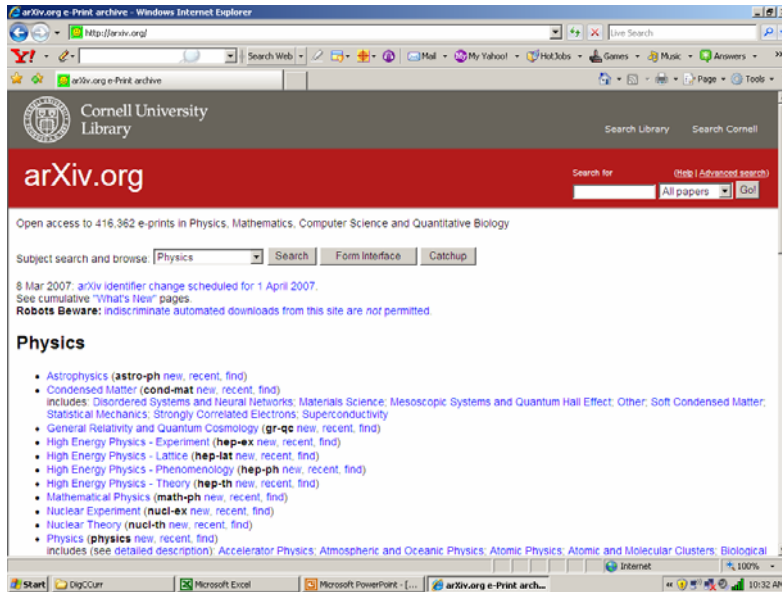 arXiv.org e-Print archive - Windows Internet Explorer
http://arxiv.org/
Live Search
Y! Search Web Mail My Yahoo! HotJobs Games Music Answers
arXiv.org e-Print archive
Page Tools
Cornell University
Library
Search Library Search Cornell
arXiv.org
Search for (Help | Advanced search)
All papers Go!
Open access to 416,362 e-prints in Physics, Mathematics, Computer Science and Quantitative Biology
Subject search and browse: Physics Search Form Interface Catchup
8 Mar 2007: arXiv identifier change scheduled for 1 April 2007.
See cumulative "What's New" pages.
Robots Beware: indiscriminate automated downloads from this site are not permitted.
Physics
• Astrophysics (astro-ph new, recent, find)
• Condensed Matter (cond-mat new, recent, find)
includes: Disordered Systems and Neural Networks; Materials Science; Mesoscopic Systems and Quantum Hall Effect; Other; Soft Condensed Matter;
Statistical Mechanics; Strongly Correlated Electrons; Superconductivity
• General Relativity and Quantum Cosmology (gr-qc new, recent, find)
• High Energy Physics - Experiment (hep-ex new, recent, find)
• High Energy Physics - Lattice (hep-lat new, recent, find)
• High Energy Physics - Phenomenology (hep-ph new, recent, find)
• High Energy Physics - Theory (hep-th new, recent, find)
• Mathematical Physics (math-ph new, recent, find)
• Nuclear Experiment (nucl-ex new, recent, find)
• Nuclear Theory (nucl-th new, recent, find)
• Physics (physics new, recent, find)
includes (see detailed description): Accelerator Physics; Atmospheric and Oceanic Physics; Atomic Physics; Atomic and Molecular Clusters; Biological
Internet 100%
Start DigCCurr Microsoft Excel Microsoft PowerPoint - [... arXiv.org e-Print arch... 10:32 AM